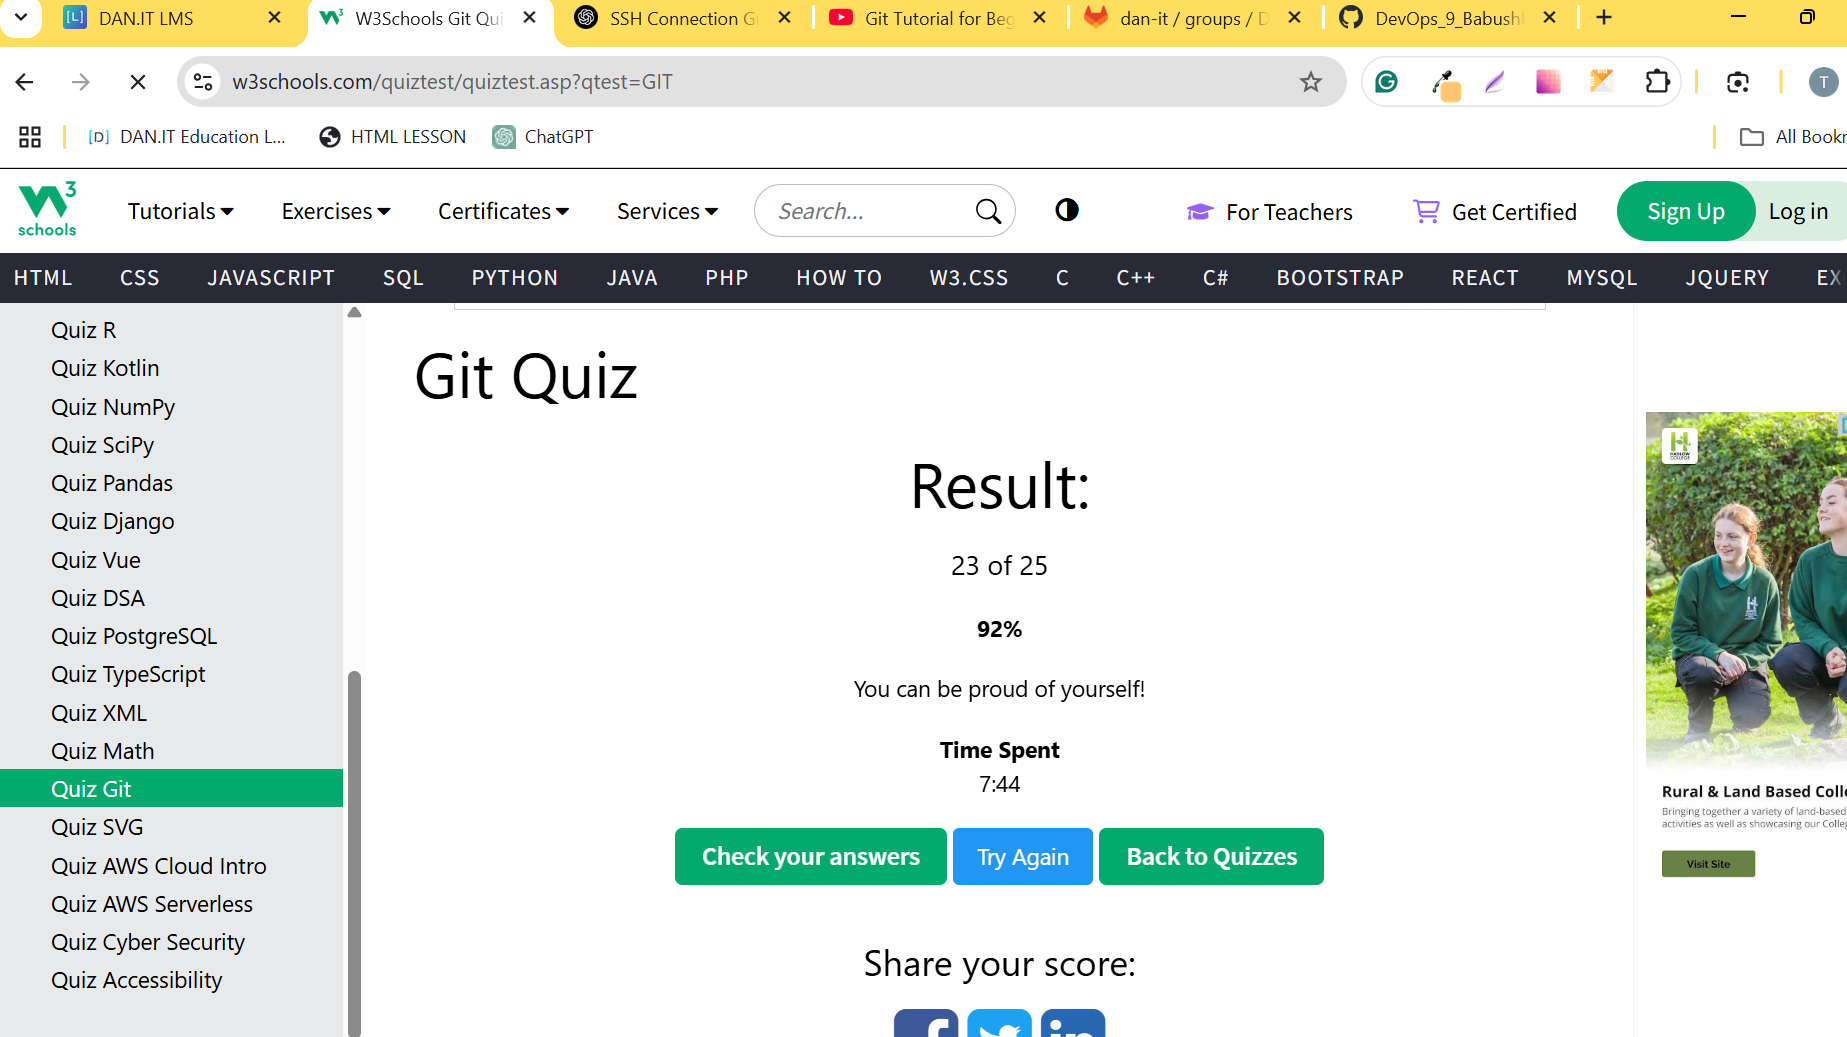 DAN.IT LMS
W3Schools Git Qui
SSH Connection Gu
Git Tutorial for Beg
dan-it / groups / D
DevOps_9_Babushk
w3schools.com/quiztest/quiztest.asp?qtest=GIT
T
[D] DAN.IT Education L...
HTML LESSON
ChatGPT
All Bookr
W3 schools
Tutorials
Exercises
Certificates
Services
Search...
For Teachers
Get Certified
Sign Up
Log in
HTML CSS JAVASCRIPT SQL PYTHON JAVA PHP HOW TO W3.CSS C C++ C# BOOTSTRAP REACT MYSQL JQUERY EX
Quiz R
Quiz Kotlin
Quiz NumPy
Quiz SciPy
Quiz Pandas
Quiz Django
Quiz Vue
Quiz DSA
Quiz PostgreSQL
Quiz TypeScript
Quiz XML
Quiz Math
Quiz Git
Quiz SVG
Quiz AWS Cloud Intro
Quiz AWS Serverless
Quiz Cyber Security
Quiz Accessibility
Git Quiz
Result:
23 of 25
92%
You can be proud of yourself!
Time Spent
7:44
Check your answers
Try Again
Back to Quizzes
Share your score:
HADLOW
COLLEGE
Rural & Land Based Colle
Bringing together a variety of land-based
activities as well as showcasing our Colleg
Visit Site